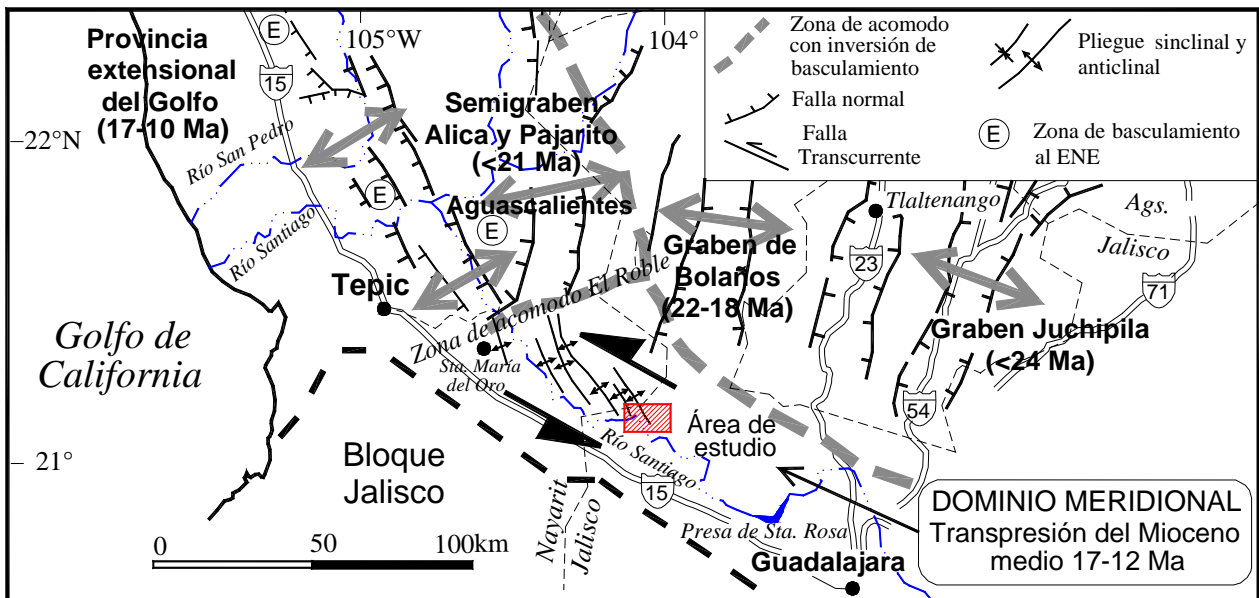 Provincia
extensional
del Golfo
(17-10 Ma)
E
15
105°W
104°
22°N
21°
Río San Pedro
Río Santiago
Semigraben
Alica y Pajarito
(<21 Ma)
Aguascalientes
E
E
Tepic
Zona de acomodo El Roble
Sta. María
del Oro
Graben de
Bolaños
(22-18 Ma)
Tlaltenango
Ags.
Jalisco
23
71
54
Graben Juchipila
(<24 Ma)
Golfo de
California
Bloque
Jalisco
Área de
estudio
Río Santiago
15
Nayarit
Jalisco
Presa de Sta. Rosa
Guadalajara
DOMINIO MERIDIONAL
Transpresión del Mioceno
medio 17-12 Ma
0
50
100km
Zona de acomodo
con inversión de
basculamiento
Falla normal
Falla
Transcurrente
Pliegue sinclinal y
anticlinal
E
Zona de basculamiento
al ENE